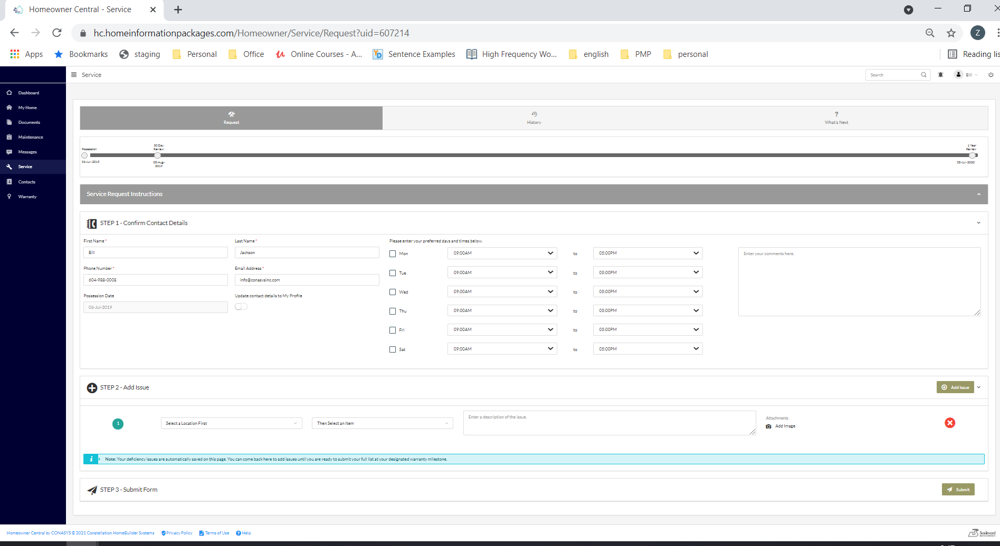 Homeowner Central - Service
hc.homeinformationpackages.com/Homeowner/Service/Request?uid=607214
Z
Apps Bookmarks staging Personal Office Online Courses - A... Sentence Examples High Frequency Wo... english PMP personal Reading lis
Service
Search
Bill
Dashboard
My Home
Documents
Maintenance
Messages
Service
Contacts
Warranty
Request
History
What's Next
Possession
06-Jul-2019
30 Day
Review
05-Aug-
2019
1 Year
Review
05-Jul-2020
Service Request Instructions
STEP 1 - Confirm Contact Details
First Name *
Bill
Last Name *
Jackson
Phone Number *
604-988-0008
Email Address *
info@conasysinc.com
Possession Date
06-Jul-2019
Update contact details to My Profile
Please enter your preferred days and times below.
Mon 09:00AM to 05:00PM
Tue 09:00AM to 05:00PM
Wed 09:00AM to 05:00PM
Thu 09:00AM to 05:00PM
Fri 09:00AM to 05:00PM
Sat 09:00AM to 05:00PM
Enter your comments here.
STEP 2 - Add Issue
Add Issue
1
Select a Location First
Then Select an Item
Enter a description of the issue.
Attachments
Add Image
i
Note: Your deficiency issues are automatically saved on this page. You can come back here to add issues until you are ready to submit your full list at your designated warranty milestone.
STEP 3 - Submit Form
Submit
Homeowner Central by CONASYS © 2021 Constellation HomeBuilder Systems Privacy Policy Terms of Use Help
Boulevard